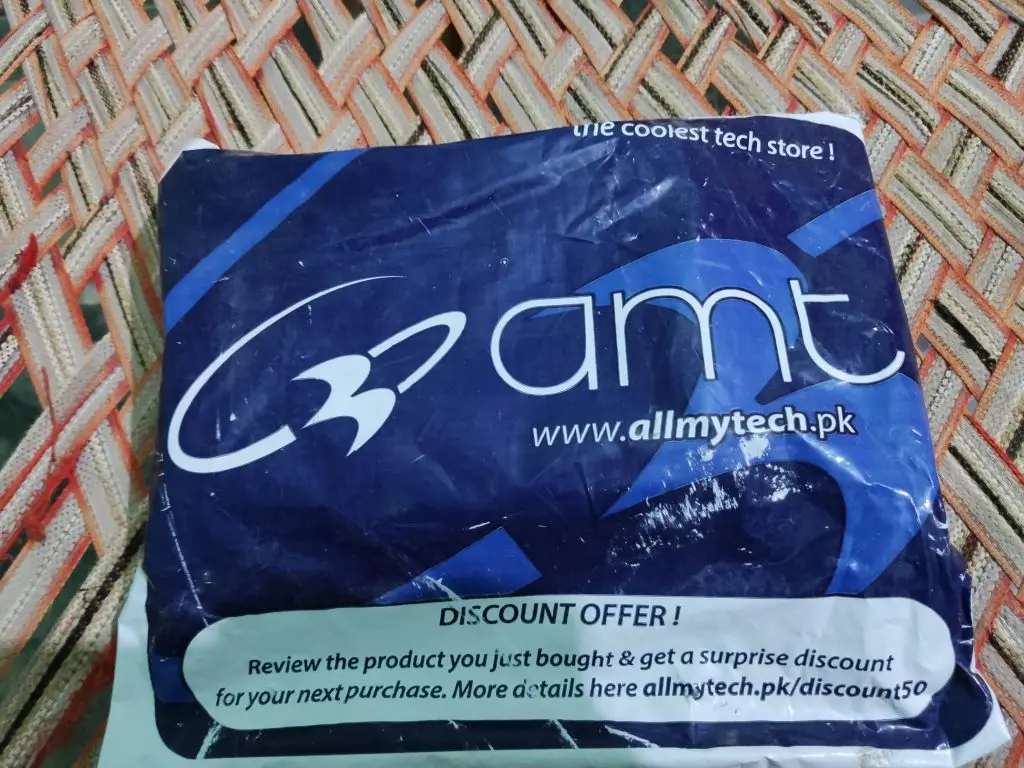 the coolest tech store !
amt
www.allmytech.pk
DISCOUNT OFFER !
Review the product you just bought & get a surprise discount
for your next purchase. More details here allmytech.pk/discount50